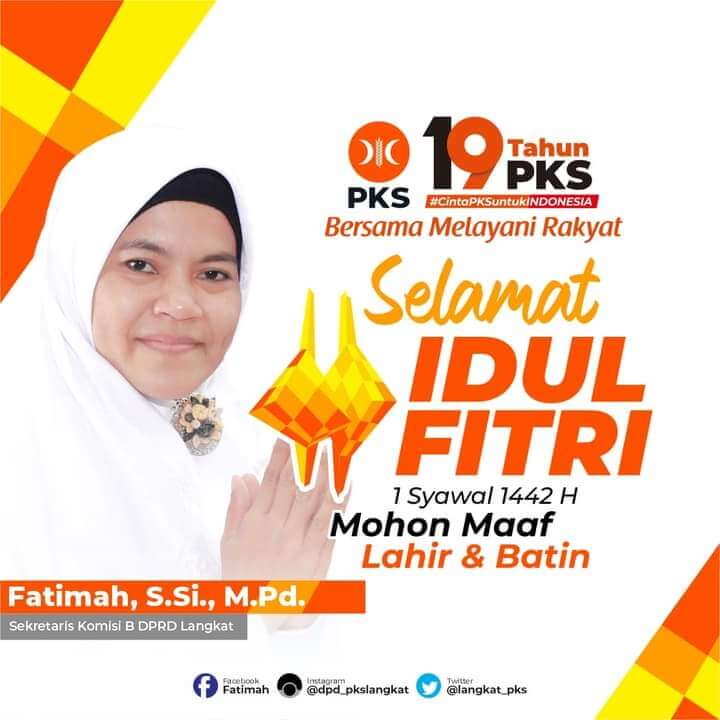 PKS
19 Tahun PKS
#CintaPKSuntukINDONESIA
Bersama Melayani Rakyat
Selamat
IDUL
FITRI
1 Syawal 1442 H
Mohon Maaf
Lahir & Batin
Fatimah, S.Si., M.Pd.
Sekretaris Komisi B DPRD Langkat
Facebook
Fatimah
Instagram
@dpd_pkslangkat
Twitter
@langkat_pks